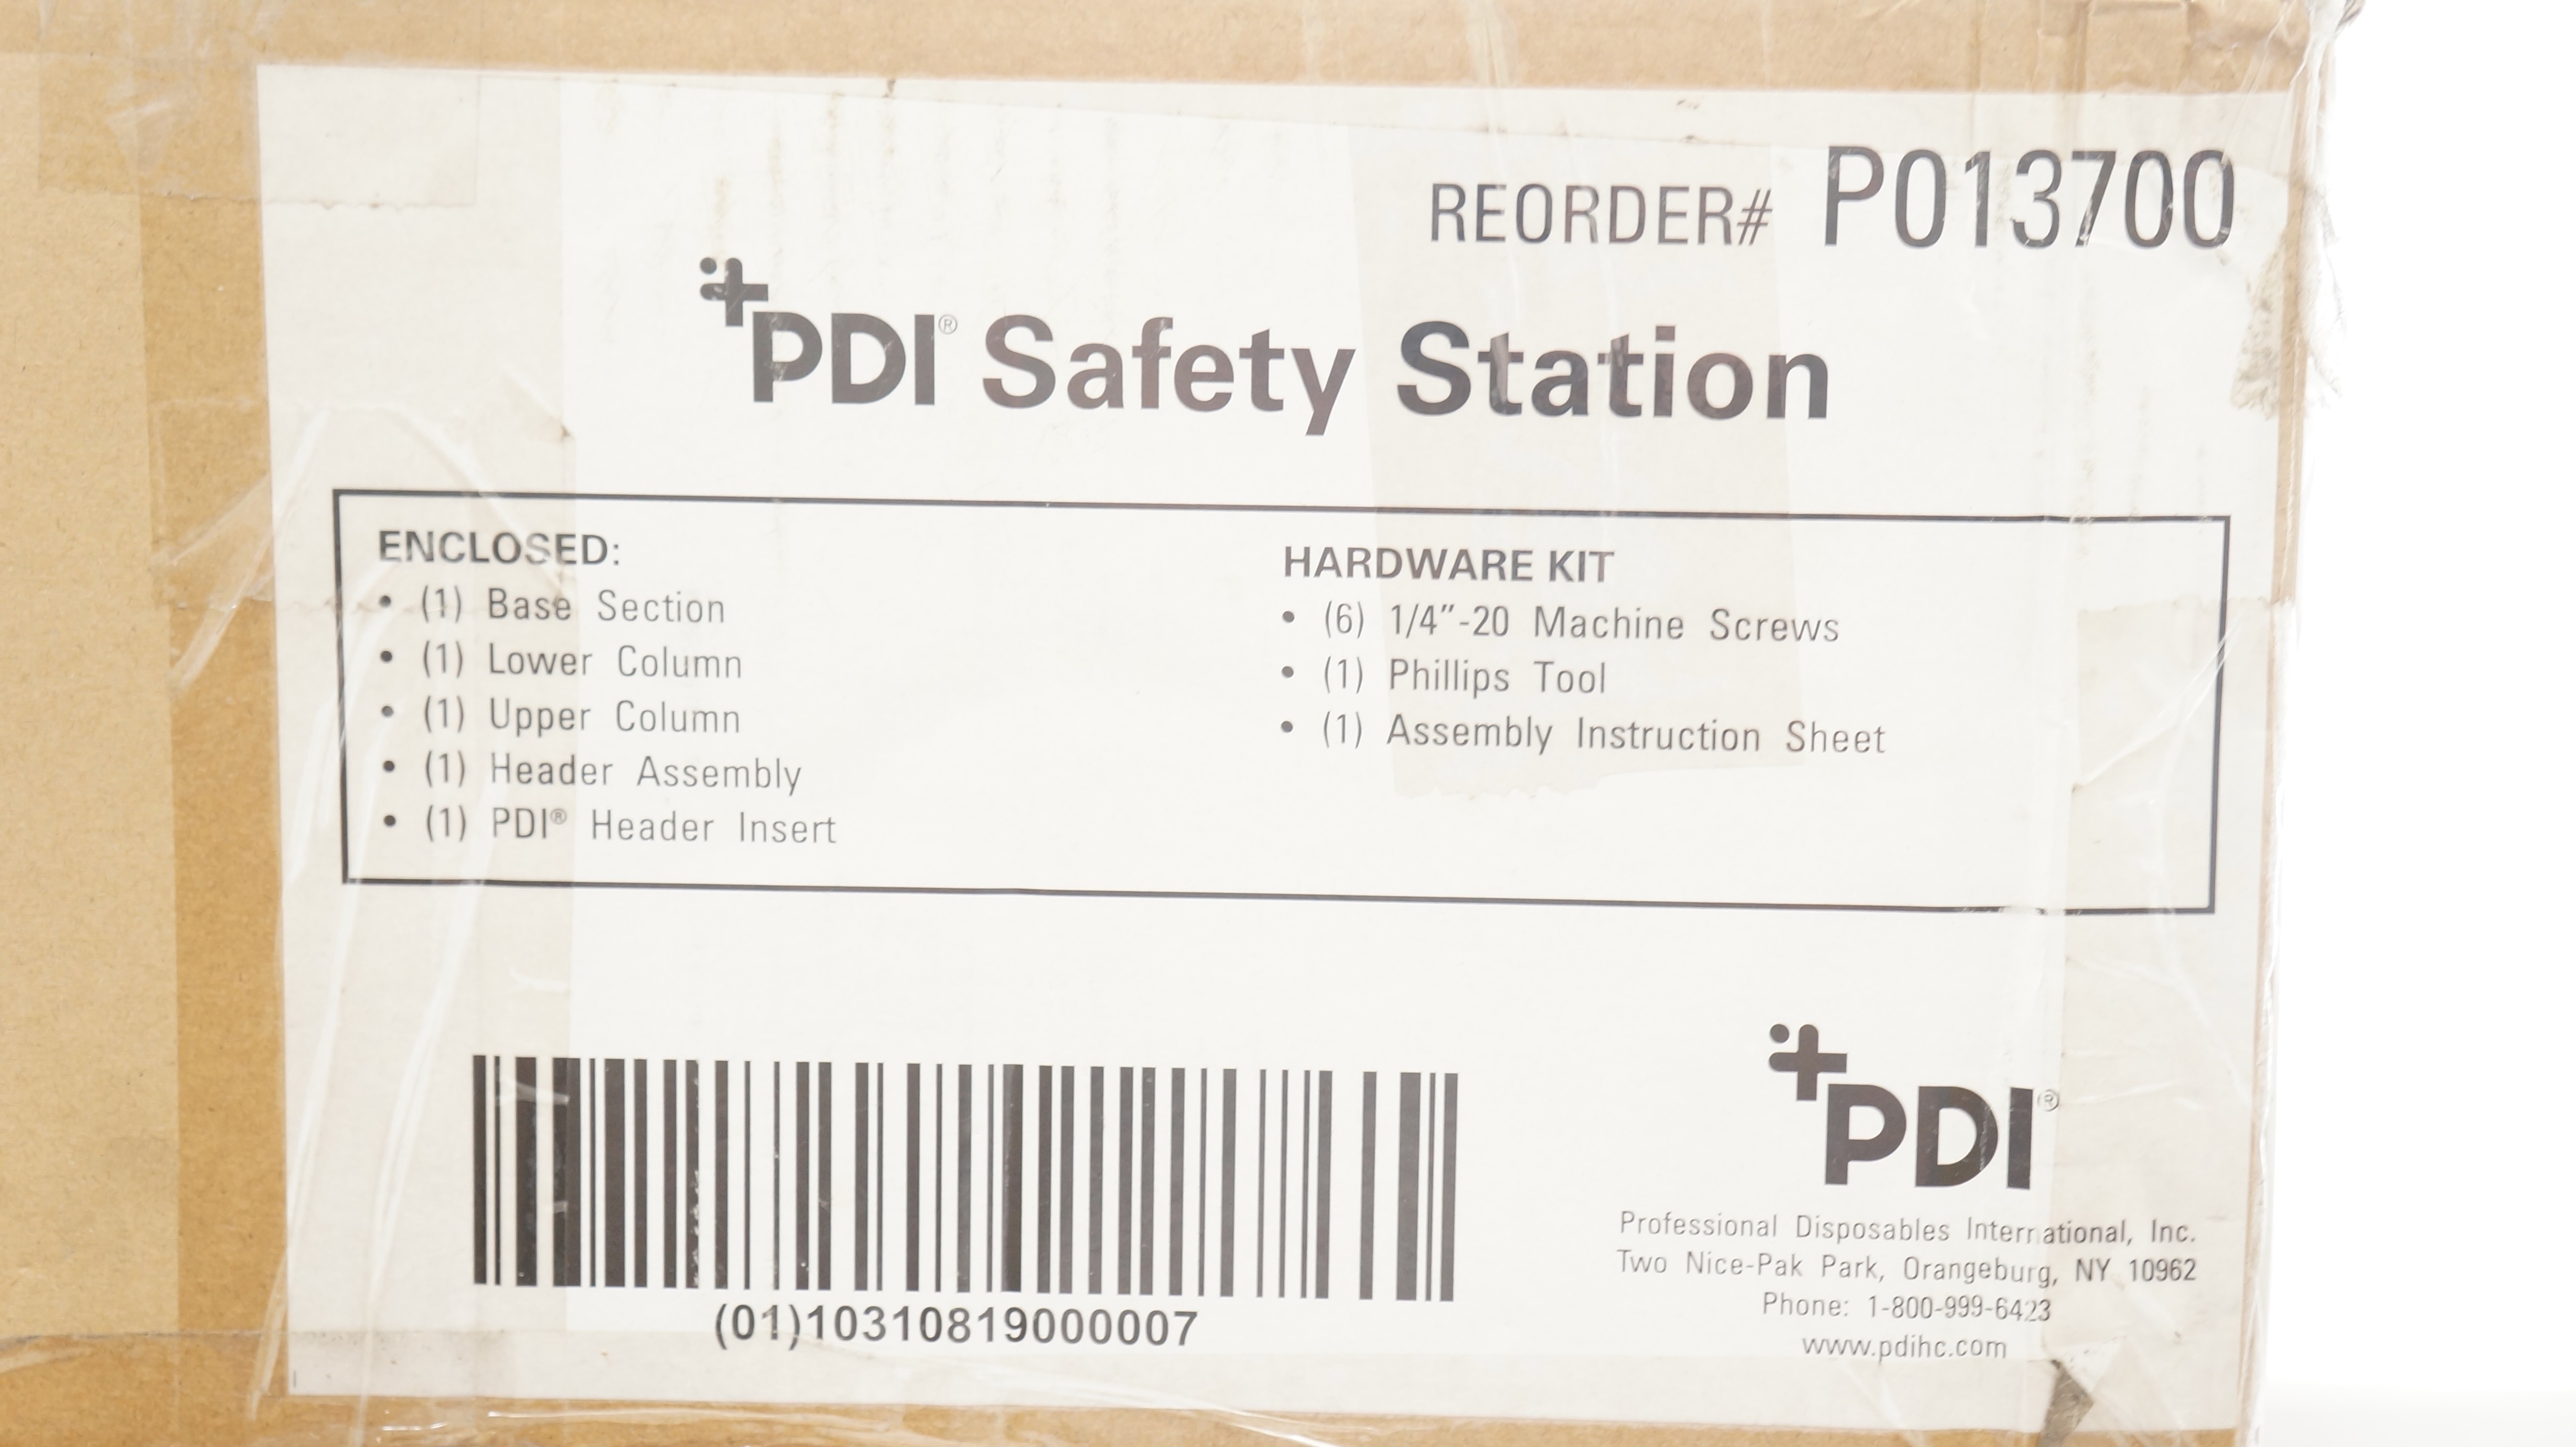 REORDER# P013700
PDI® Safety Station
ENCLOSED:
• (1) Base Section
• (1) Lower Column
• (1) Upper Column
• (1) Header Assembly
• (1) PDI® Header Insert
HARDWARE KIT
• (6) 1/4"-20 Machine Screws
• (1) Phillips Tool
• (1) Assembly Instruction Sheet
(01)10310819000007
PDI®
Professional Disposables International, Inc.
Two Nice-Pak Park, Orangeburg, NY 10962
Phone: 1-800-999-6423
www.pdihc.com